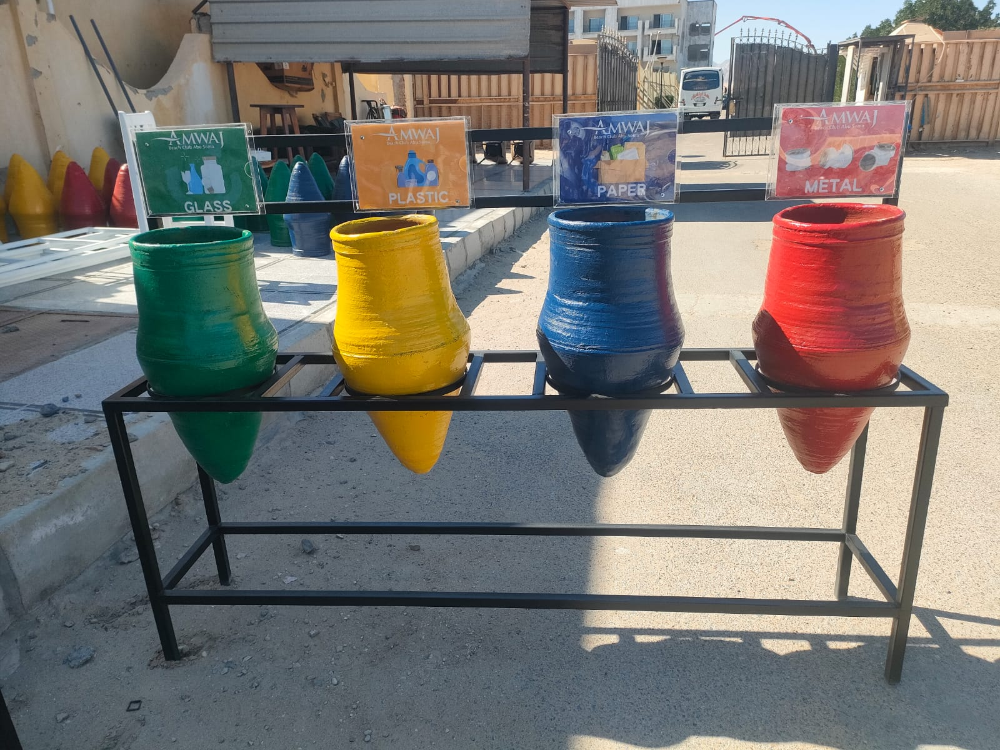 AMWAJ
Beach Club Abu Soma
GLASS
AMWAJ
Beach Club Abu Soma
PLASTIC
AMWAJ
Beach Club Abu Soma
PAPER
AMWAJ
Beach Club Abu Soma
METAL